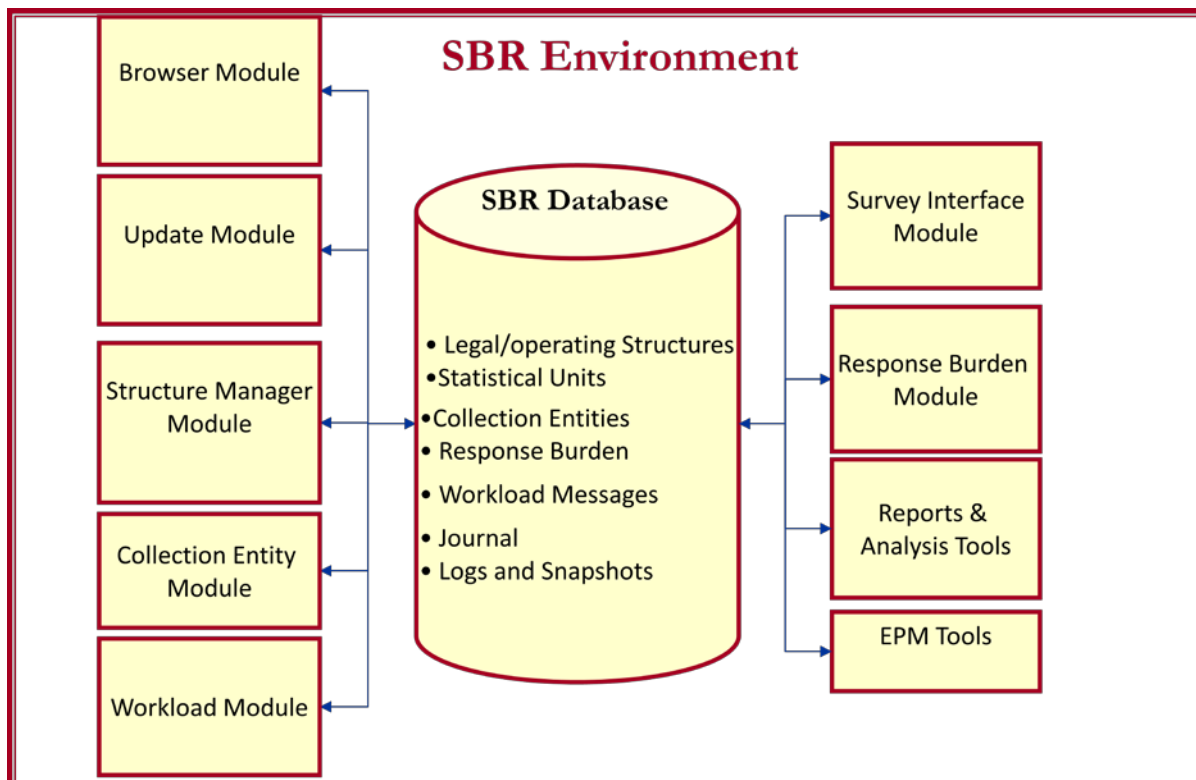 SBR Environment
Browser Module
Update Module
Structure Manager
Module
Collection Entity
Module
Workload Module
SBR Database
• Legal/operating Structures
•Statistical Units
•Collection Entities
• Response Burden
• Workload Messages
• Journal
• Logs and Snapshots
Survey Interface
Module
Response Burden
Module
Reports &
Analysis Tools
EPM Tools